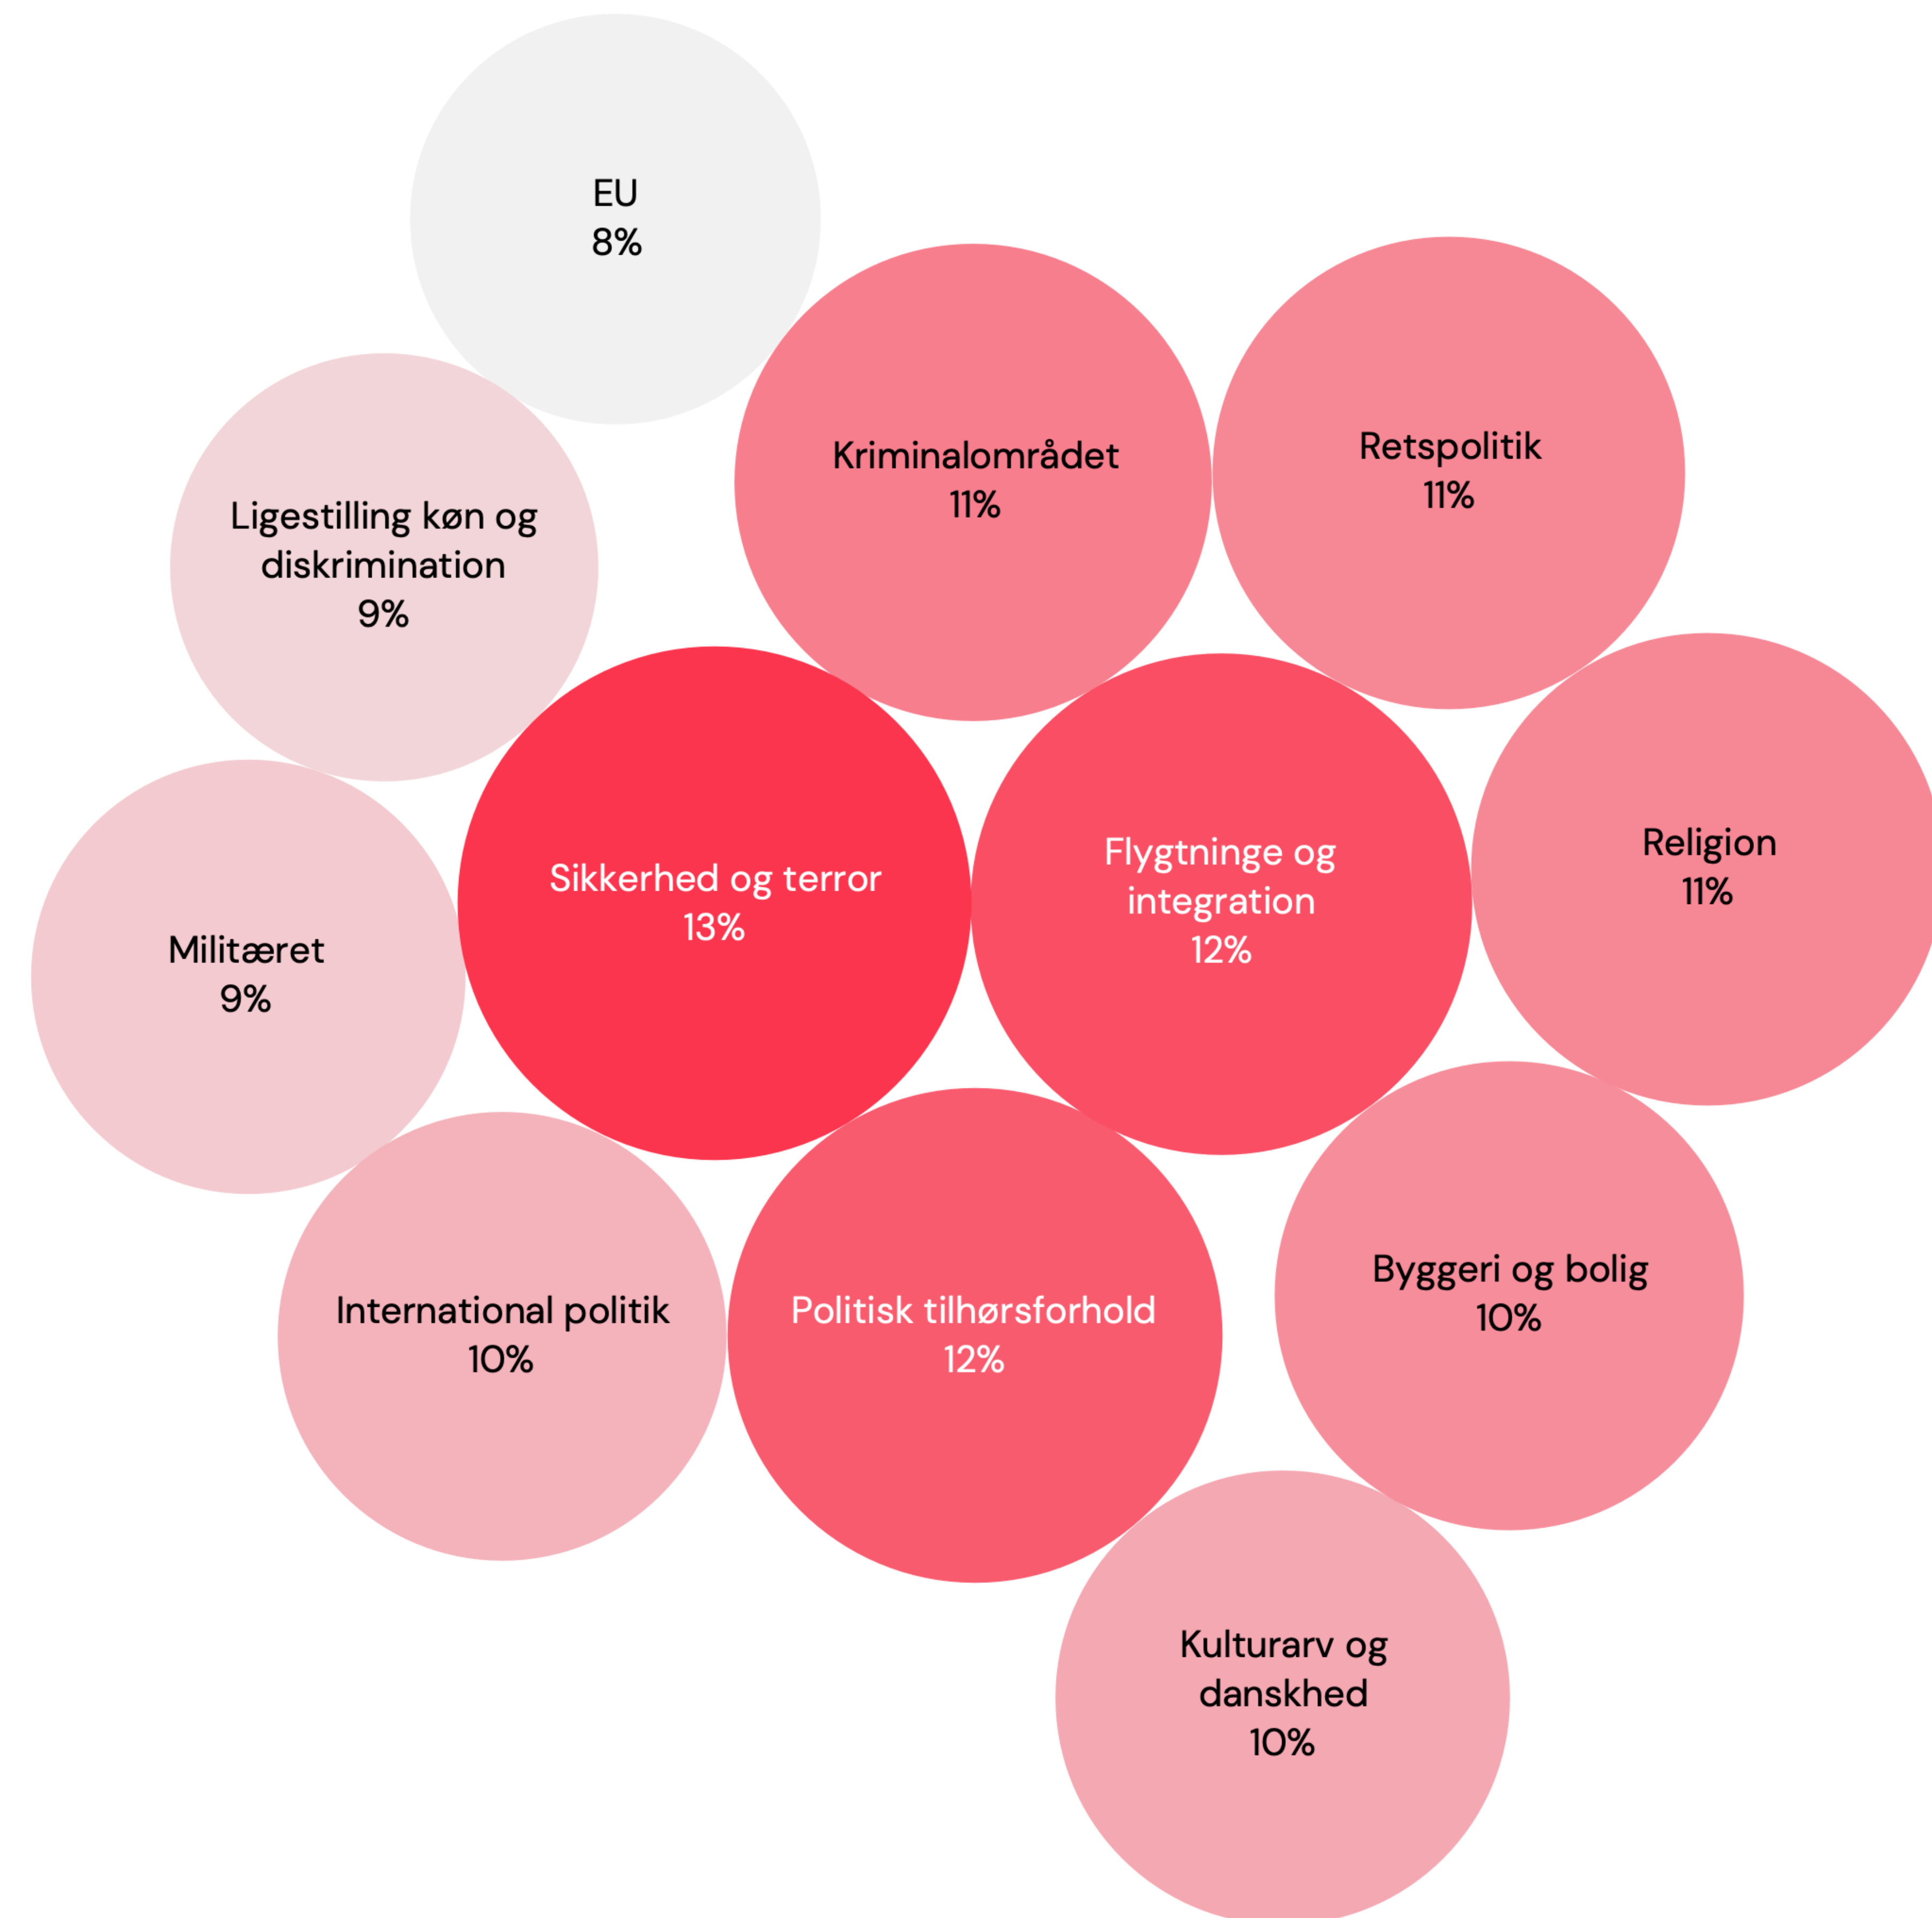 EU
8%
Kriminalområdet
11%
Retspolitik
11%
Ligestilling køn og
diskrimination
9%
Sikkerhed og terror
13%
Flygtninge og
integration
12%
Religion
11%
Militæret
9%
International politik
10%
Politisk tilhørsforhold
12%
Byggeri og bolig
10%
Kulturarv og
danskhed
10%